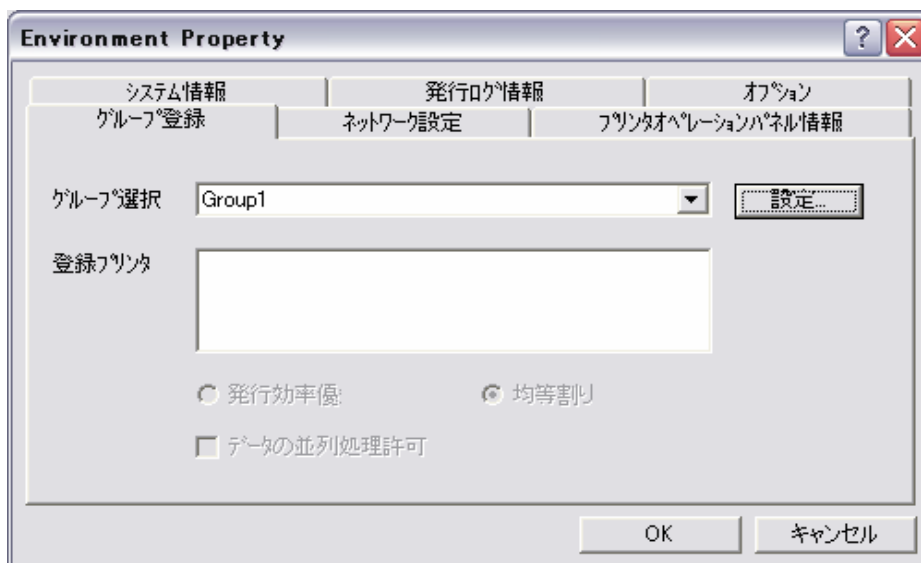 Environment Property
システム情報 発行ログ情報 オプション
グループ登録 ネットワーク設定 プリンタオペレーションパネル情報
グループ選択 Group1 設定...
登録プリンタ
発行効率優 均等割り
データの並列処理許可
OK キャンセル